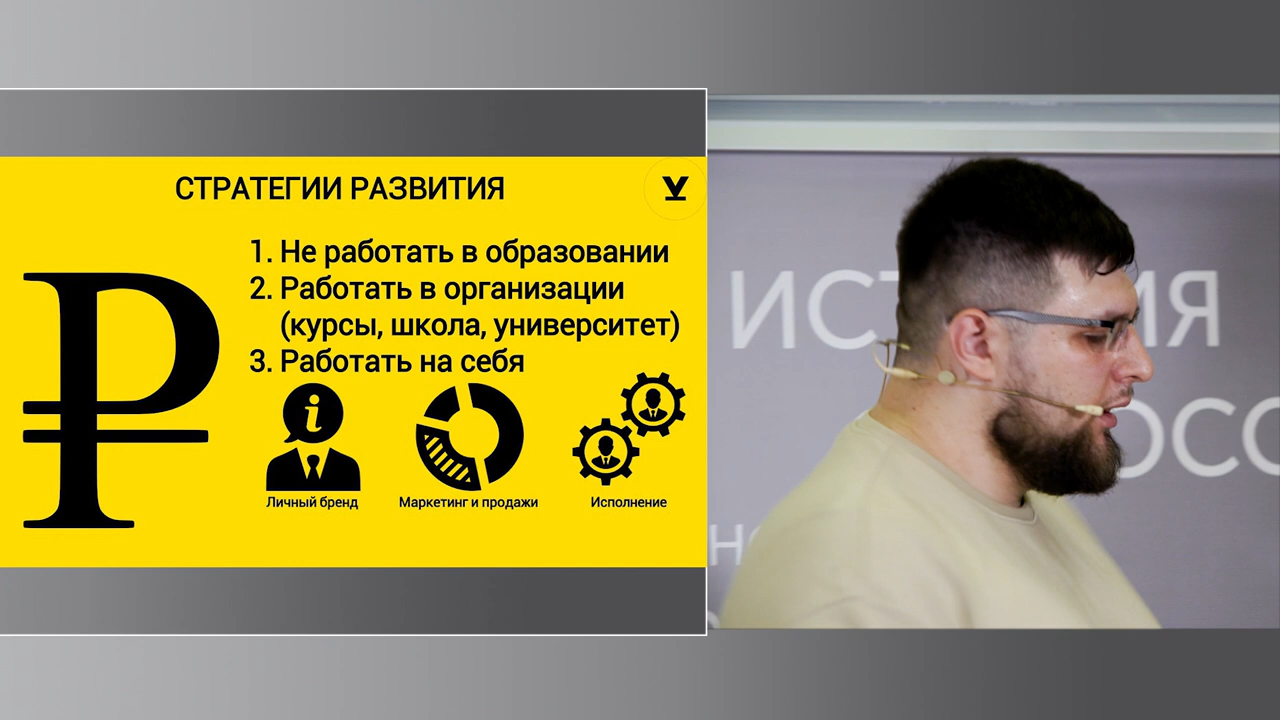 СТРАТЕГИИ РАЗВИТИЯ
У
1. Не работать в образовании
2. Работать в организации
(курсы, школа, университет)
3. Работать на себя
₽
i
Личный бренд
Маркетинг и продажи
Исполнение